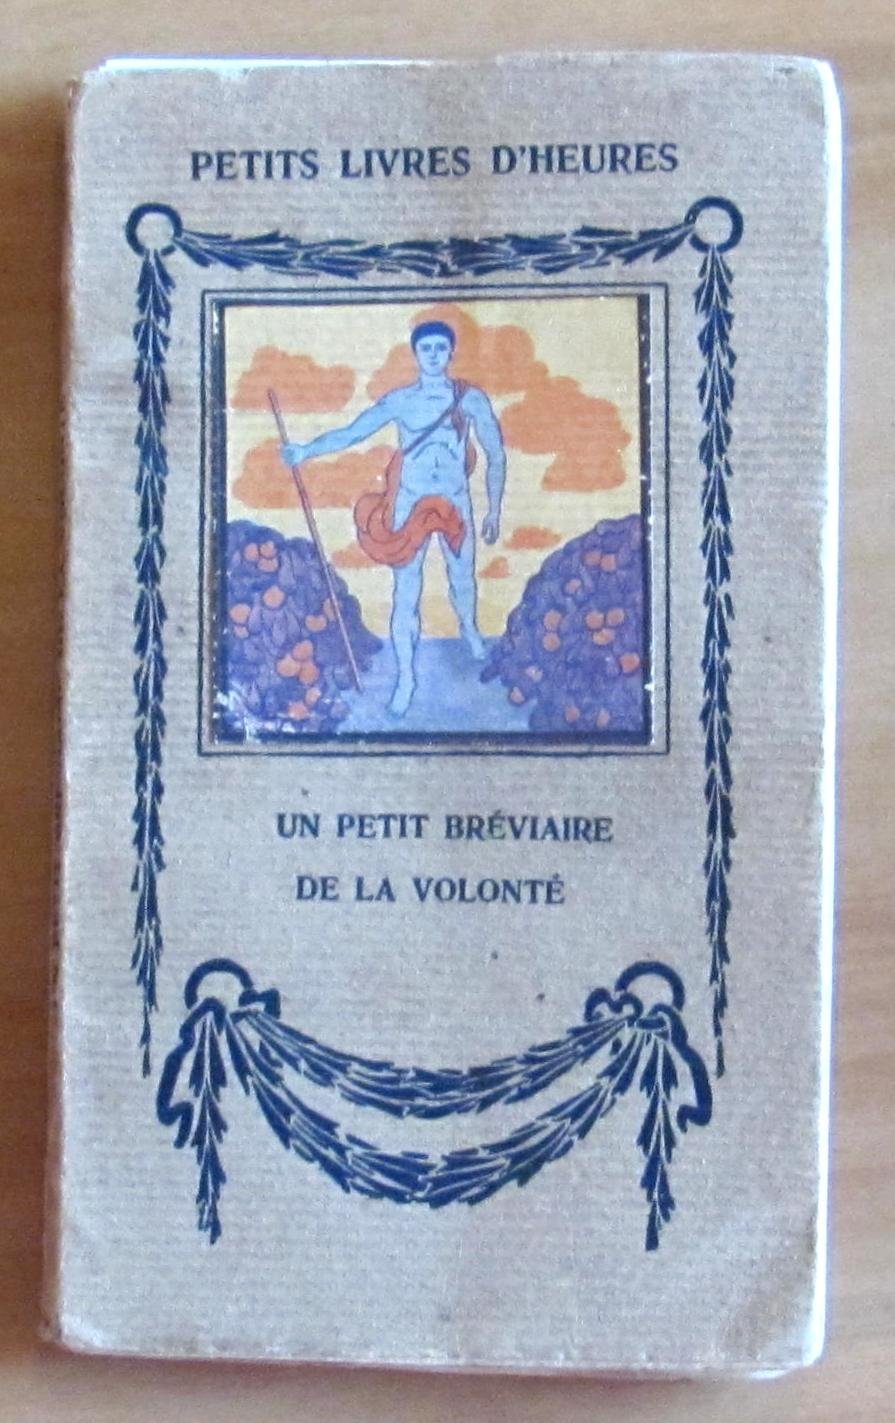 PETITS LIVRES D'HEURES
UN PETIT BRÉVIAIRE
DE LA VOLONTÉ